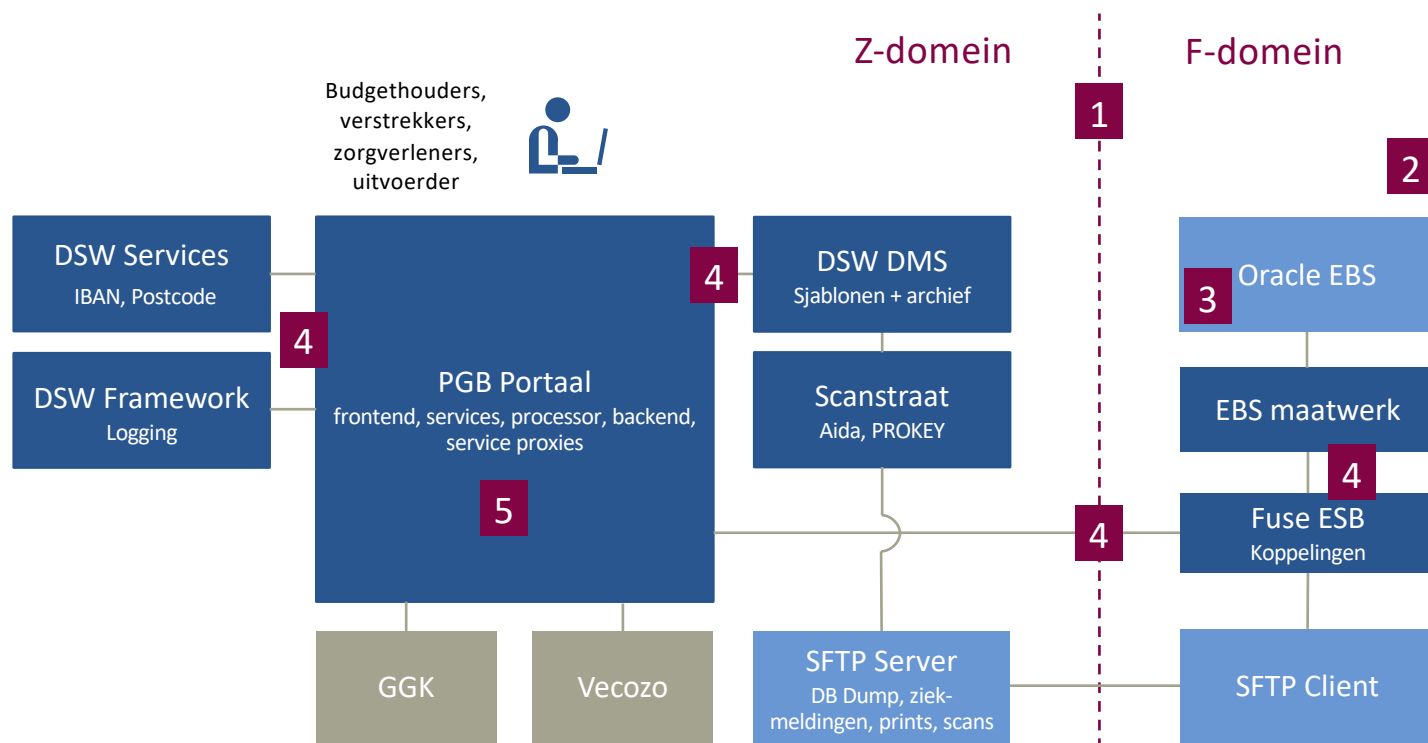 Z-domein
F-domein
1
2
Budgethouders,
verstrekkers,
zorgverleners,
uitvoerder
DSW Services
IBAN, Postcode
4
DSW Framework
Logging
PGB Portaal
frontend, services, processor, backend,
service proxies
5
4
DSW DMS
Sjablonen + archief
Scanstraat
Aida, PROKEY
3
Oracle EBS
EBS maatwerk
4
4
Fuse ESB
Koppelingen
GGK
Vecozo
SFTP Server
DB Dump, ziek-
meldingen, prints, scans
SFTP Client